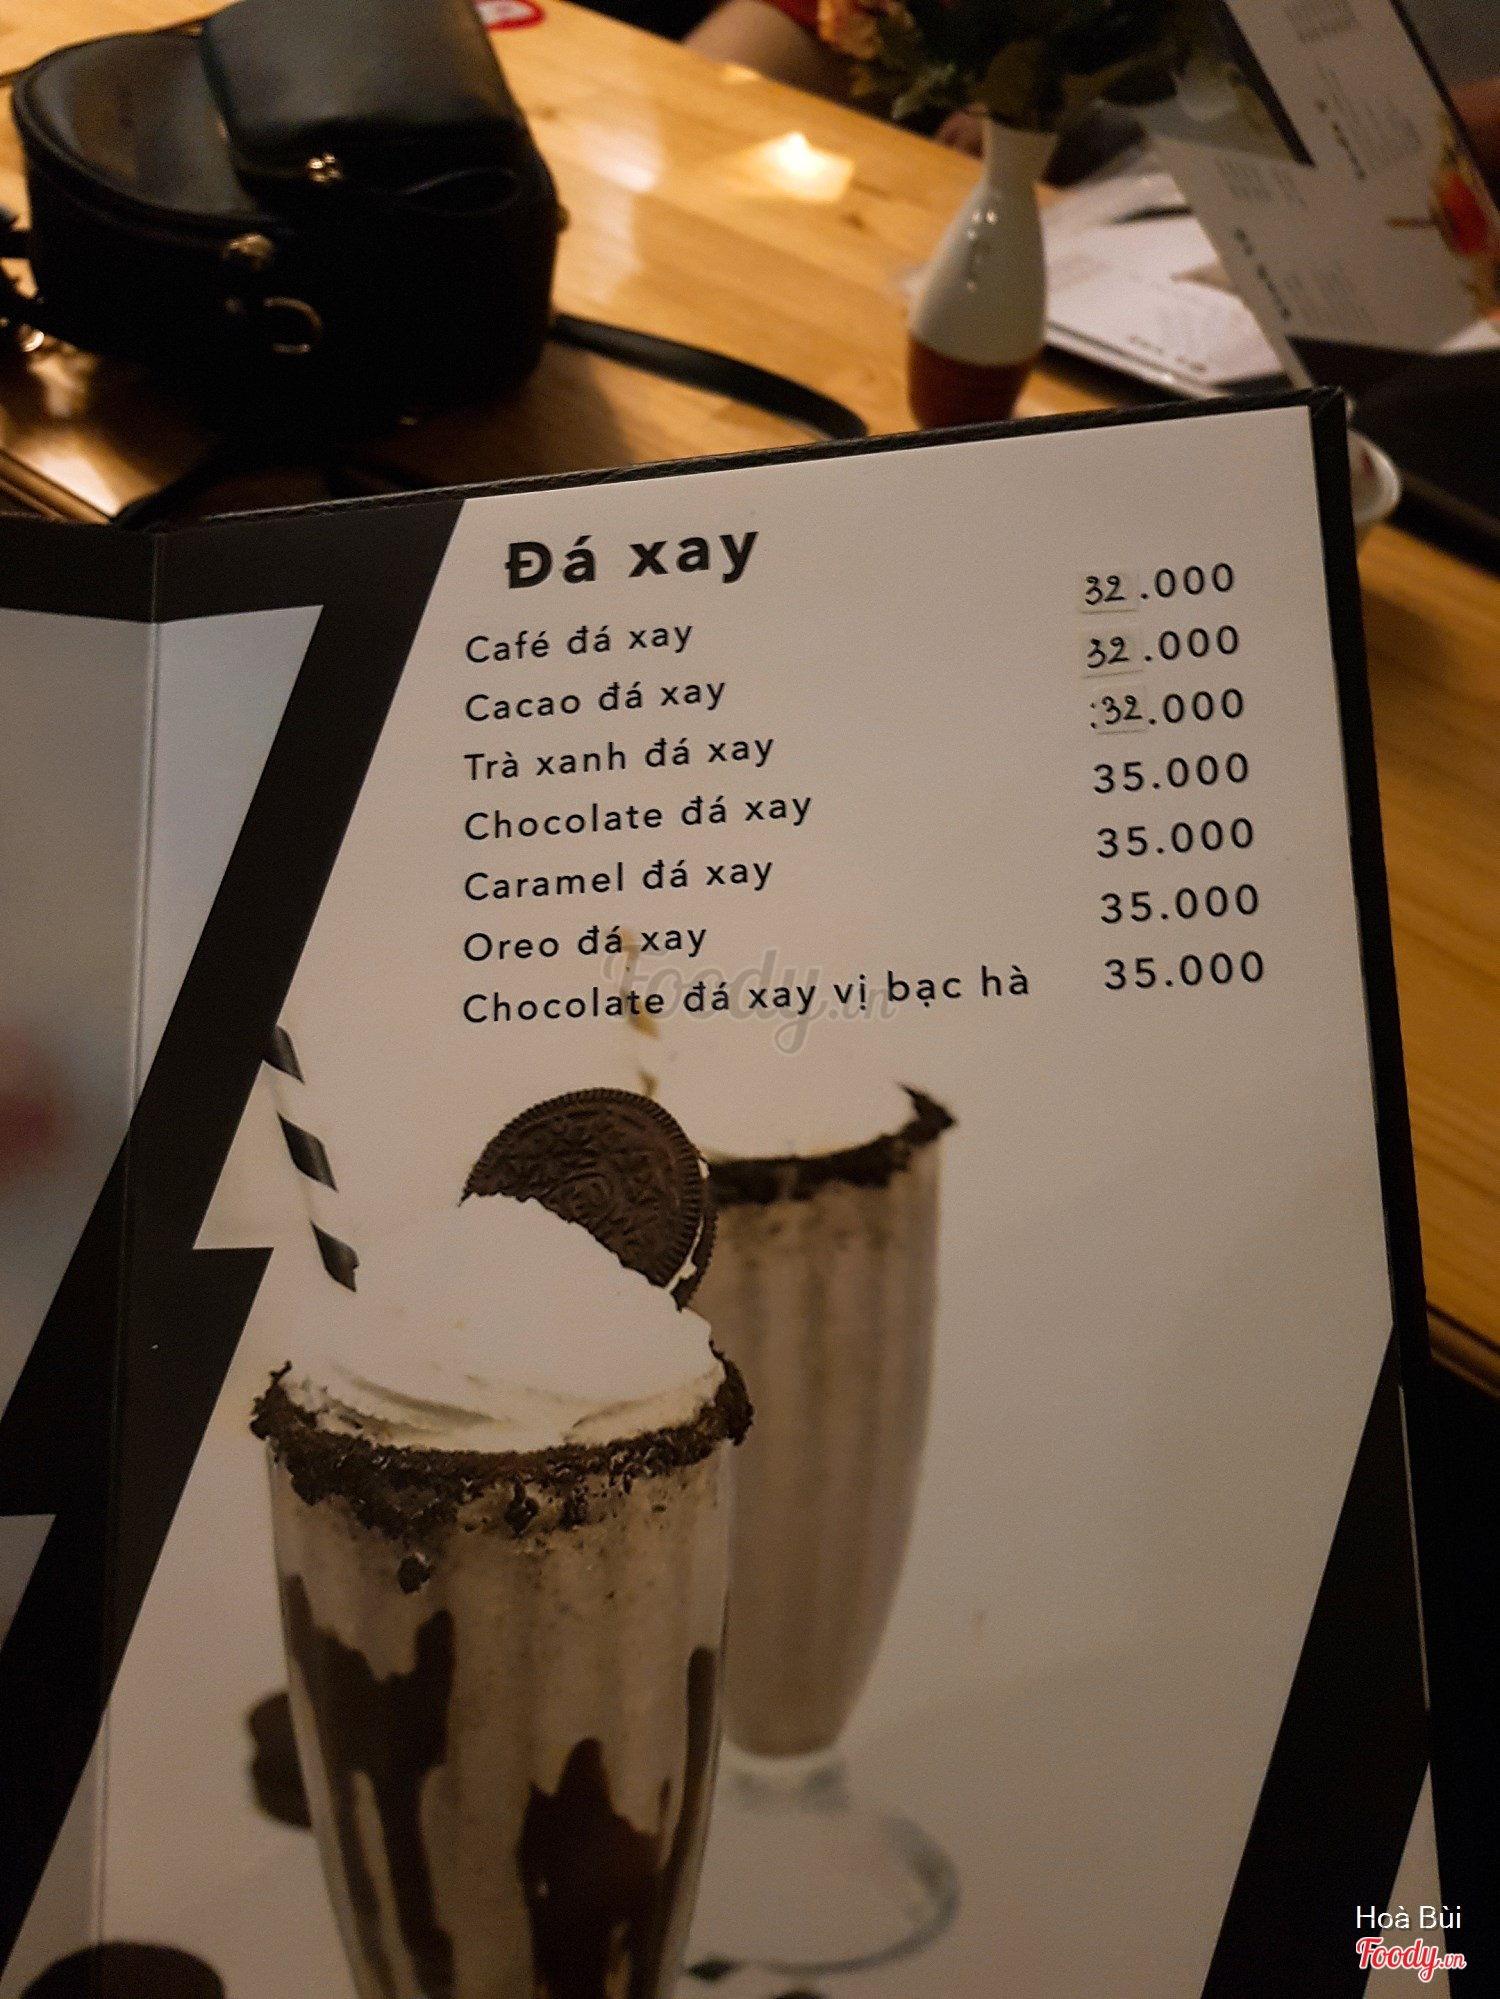 Đá xay
Café đá xay 32.000
Cacao đá xay 32.000
Trà xanh đá xay 32.000
Chocolate đá xay 35.000
Caramel đá xay 35.000
Oreo đá xay 35.000
Chocolate đá xay vị bạc hà 35.000
Foody.vn
Hoà Bùi
Foody.vn